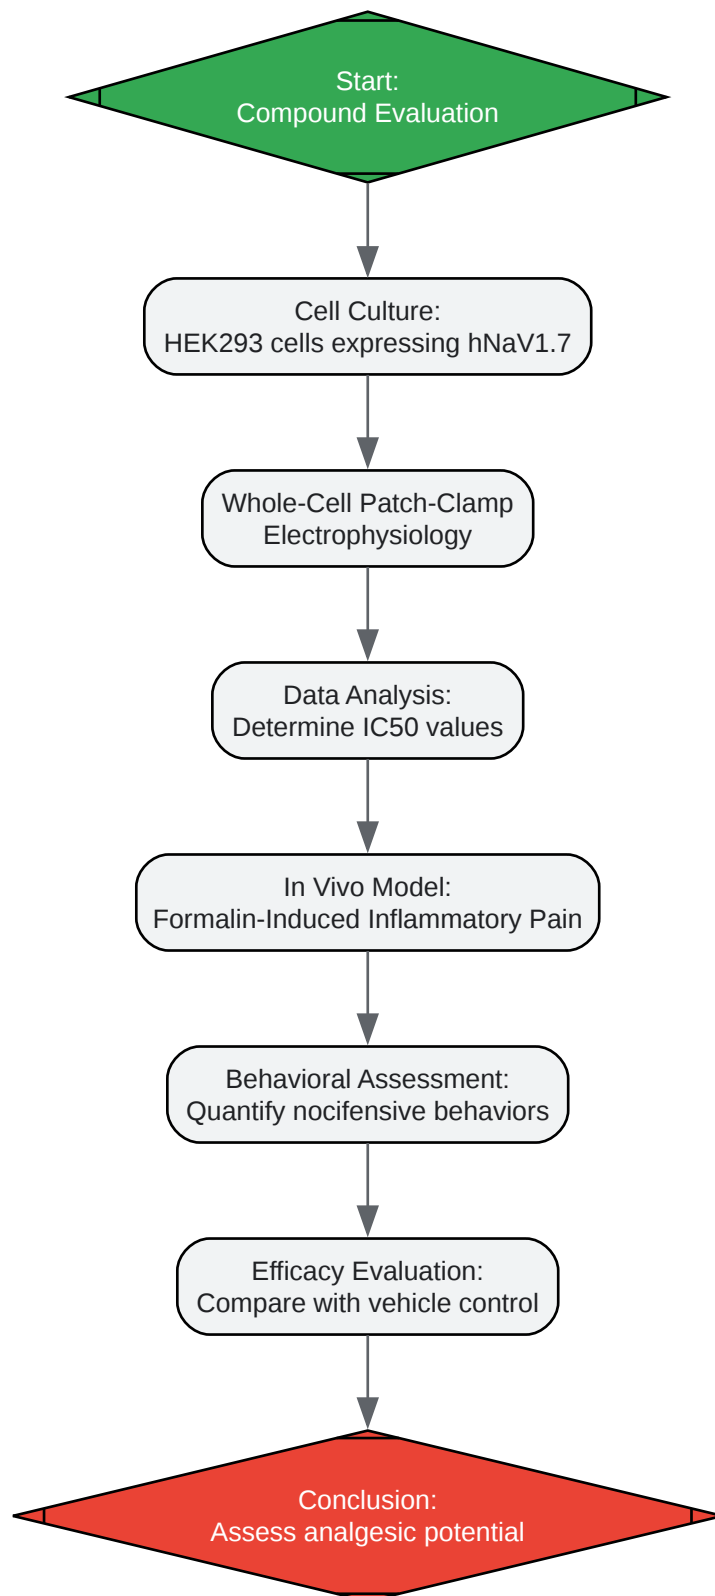 Start:
Compound Evaluation
Cell Culture:
HEK293 cells expressing hNaV1.7
Whole-Cell Patch-Clamp
Electrophysiology
Data Analysis:
Determine IC50 values
In Vivo Model:
Formalin-Induced Inflammatory Pain
Behavioral Assessment:
Quantify nocifensive behaviors
Efficacy Evaluation:
Compare with vehicle control
Conclusion:
Assess analgesic potential